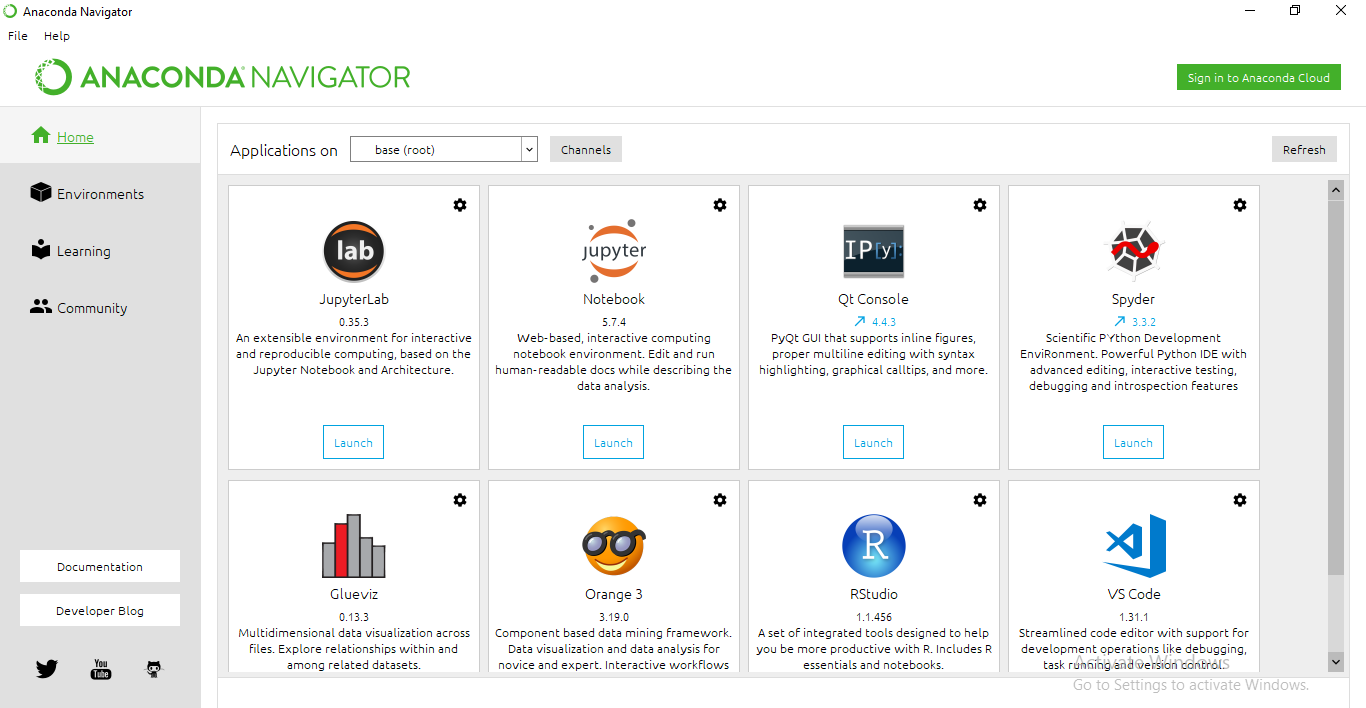 Anaconda Navigator
File Help
ANACONDA NAVIGATOR
Sign in to Anaconda Cloud
Home
Environments
Learning
Community
Documentation
Developer Blog
You
Tube
Applications on base (root) Channels Refresh
lab
JupyterLab
0.35.3
An extensible environment for interactive
and reproducible computing, based on the
Jupyter Notebook and Architecture.
Launch
jupyter
Notebook
5.7.4
Web-based, interactive computing
notebook environment. Edit and run
human-readable docs while describing the
data analysis.
Launch
IP[y]:
Qt Console
4.4.3
PyQt GUI that supports inline figures,
proper multiline editing with syntax
highlighting, graphical calltips, and more.
Launch
Spyder
3.3.2
Scientific PYthon Development
EnviRonment. Powerful Python IDE with
advanced editing, interactive testing,
debugging and introspection features
Launch
Glueviz
0.13.3
Multidimensional data visualization across
files. Explore relationships within and
among related datasets.
Orange 3
3.19.0
Component based data mining framework.
Data visualization and data analysis for
novice and expert. Interactive workflows
R
RStudio
1.1.456
A set of integrated tools designed to help
you be more productive with R. Includes R
essentials and notebooks.
VS Code
1.31.1
Streamlined code editor with support for
development operations like debugging,
task running and version control.
Activate Windows
Go to Settings to activate Windows.